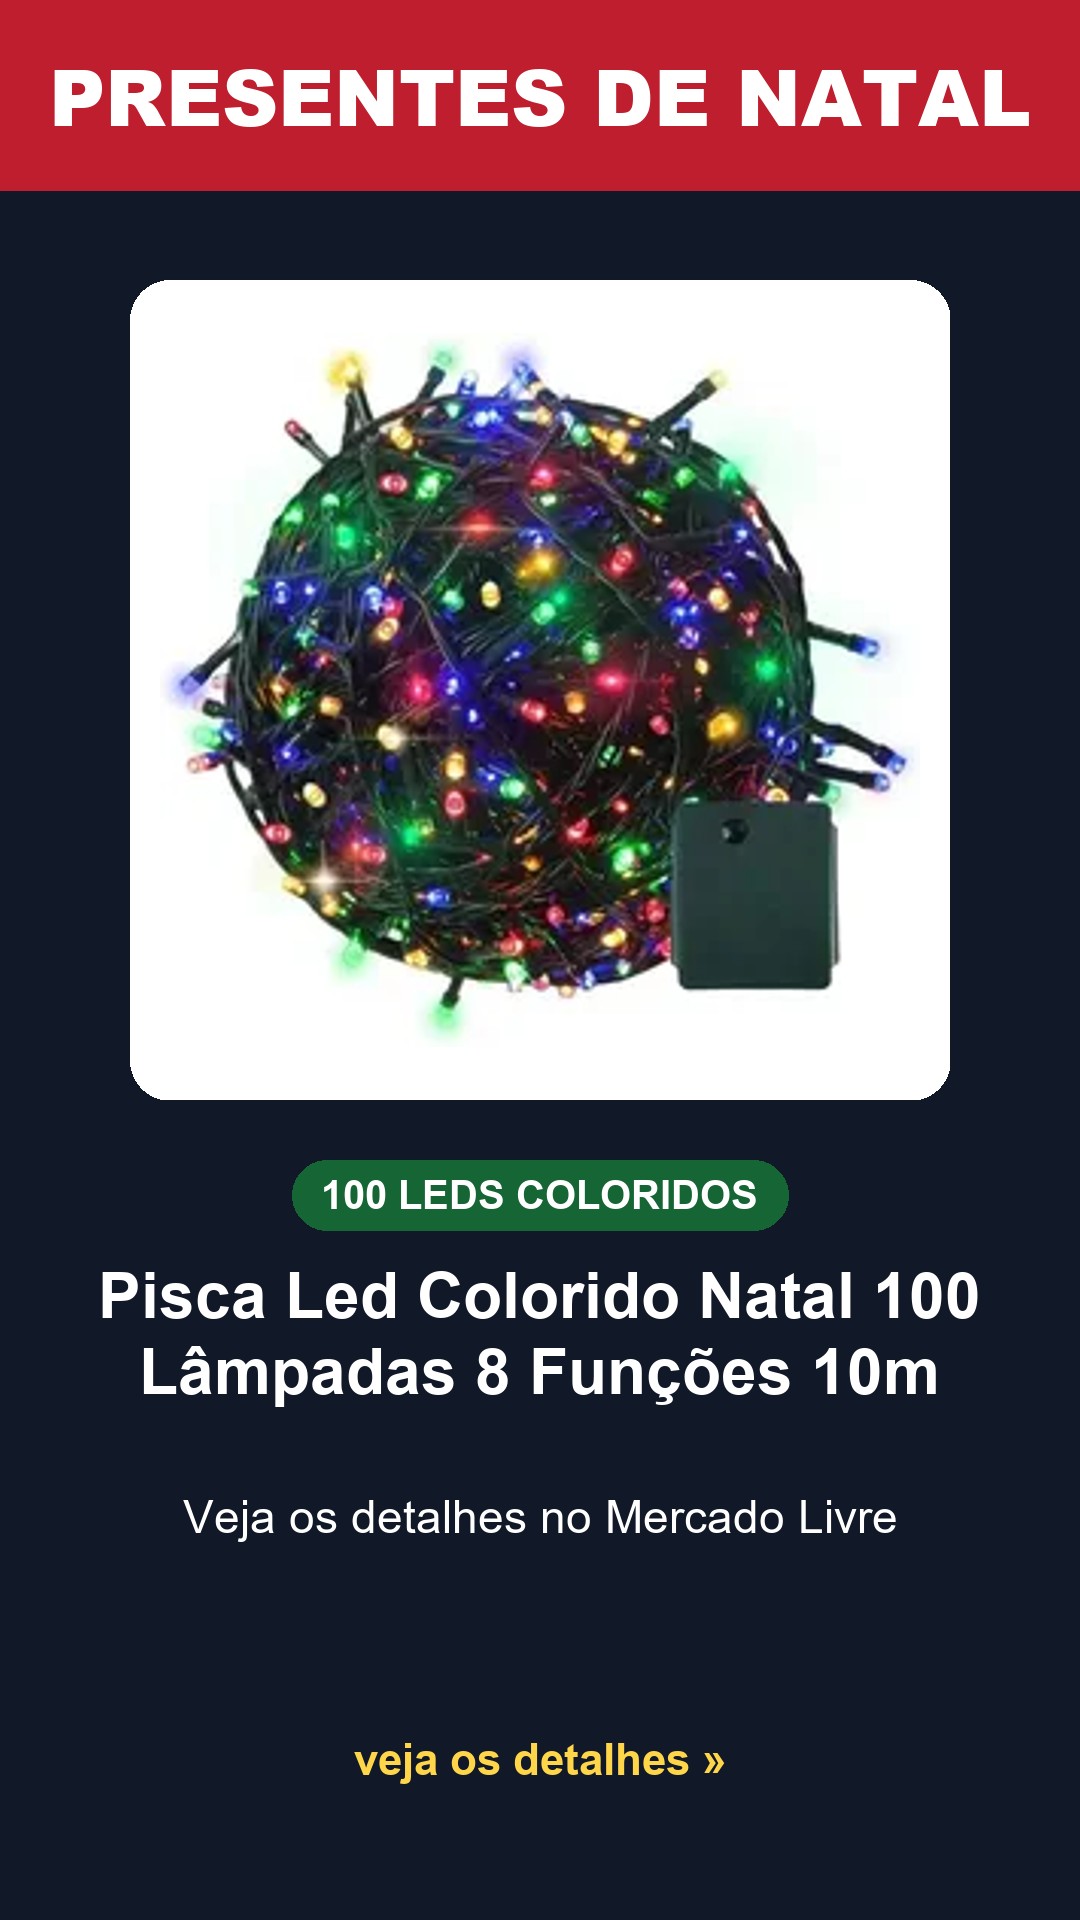 PRESENTES DE NATAL
100 LEDS COLORIDOS
Pisca Led Colorido Natal 100
Lâmpadas 8 Funções 10m
Veja os detalhes no Mercado Livre
veja os detalhes »